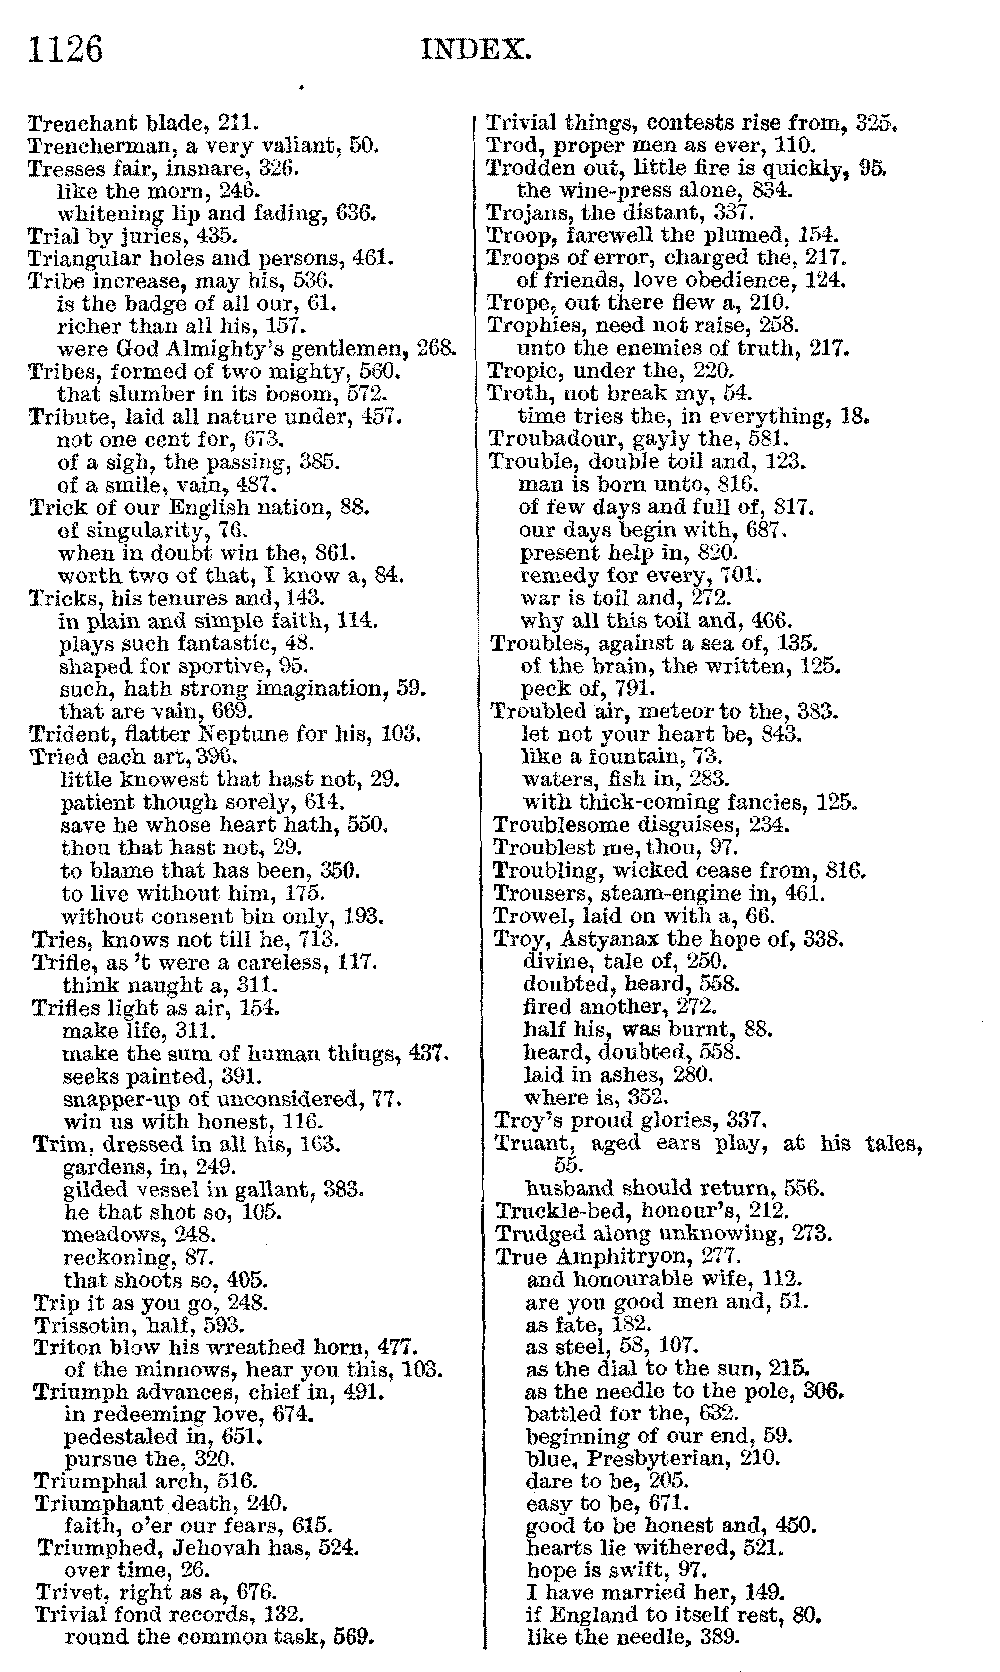 1126
INDEX.
Trenchant blade, 211.
Trencherman, a very valiant, 50.
Tresses fair, insnare, 326.
like the morn, 246.
whitening lip and fading, 636.
Trial by juries, 435.
Triangular holes and persons, 461.
Tribe increase, may his, 536.
is the badge of all our, 61.
richer than all his, 157.
were God Almighty's gentlemen, 268.
Tribes, formed of two mighty, 560.
that slumber in its bosom, 572.
Tribute, laid all nature under, 457.
not one cent for, 673.
of a sigh, the passing, 385.
of a smile, vain, 487.
Trick of our English nation, 88.
of singularity, 76.
when in doubt win the, 861.
worth two of that, I know a, 84.
Tricks, his tenures and, 143.
in plain and simple faith, 114.
plays such fantastic, 48.
shaped for sportive, 95.
such, hath strong imagination, 59.
that are vain, 669.
Trident, flatter Neptune for his, 103.
Tried each art, 396.
little knowest that hast not, 29.
patient though sorely, 614.
save he whose heart hath, 550.
thou that hast not, 29.
to blame that has been, 350.
to live without him, 175.
without consent bin only, 193.
Tries, knows not till he, 713.
Trifle, as 't were a careless, 117.
think naught a, 311.
Trifles light as air, 154.
make life, 311.
make the sum of human things, 437.
seeks painted, 391.
snapper-up of unconsidered, 77.
win us with honest, 116.
Trim, dressed in all his, 163.
gardens, in, 249.
gilded vessel in gallant, 383.
he that shot so, 105.
meadows, 248.
reckoning, 87.
that shoots so, 405.
Trip it as you go, 248.
Trissotin, half, 593.
Triton blow his wreathed horn, 477.
of the minnows, hear you this, 103.
Triumph advances, chief in, 491.
in redeeming love, 674.
pedestaled in, 651.
pursue the, 320.
Triumphal arch, 516.
Triumphant death, 240.
faith, o'er our fears, 615.
Triumphed, Jehovah has, 524.
over time, 26.
Trivet, right as a, 676.
Trivial fond records, 132.
round the common task, 569.
Trivial things, contests rise from, 325.
Trod, proper men as ever, 110.
Trodden out, little fire is quickly, 95.
the wine-press alone, 834.
Trojans, the distant, 337.
Troop, farewell the plumed, 154.
Troops of error, charged the, 217.
of friends, love obedience, 124.
Trope, out there flew a, 210.
Trophies, need not raise, 258.
unto the enemies of truth, 217.
Tropic, under the, 220.
Troth, not break my, 54.
time tries the, in everything, 18.
Troubadour, gayly the, 581.
Trouble, double toil and, 123.
man is born unto, 816.
of few days and full of, 817.
our days begin with, 687.
present help in, 820.
remedy for every, 701.
war is toil and, 272.
why all this toil and, 466.
Troubles, against a sea of, 135.
of the brain, the written, 125.
peck of, 791.
Troubled air, meteor to the, 383.
let not your heart be, 843.
like a fountain, 73.
waters, fish in, 283.
with thick-coming fancies, 125.
Troublesome disguises, 234.
Troublest me, thou, 97.
Troubling, wicked cease from, 816.
Trousers, steam-engine in, 461.
Trowel, laid on with a, 66.
Troy, Astyanax the hope of, 338.
divine, tale of, 250.
doubted, heard, 558.
fired another, 272.
half his, was burnt, 88.
heard, doubted, 558.
laid in ashes, 280.
where is, 352.
Troy's proud glories, 337.
Truant, aged ears play, at his tales,
55.
husband should return, 556.
Truckle-bed, honour's, 212.
Trudged along unknowing, 273.
True Amphitryon, 277.
and honourable wife, 112.
are you good men and, 51.
as fate, 182.
as steel, 58, 107.
as the dial to the sun, 215.
as the needle to the pole, 306.
battled for the, 632.
beginning of our end, 59.
blue, Presbyterian, 210.
dare to be, 205.
easy to be, 671.
good to be honest and, 450.
hearts lie withered, 521.
hope is swift, 97.
I have married her, 149.
if England to itself rest, 80.
like the needle, 389.